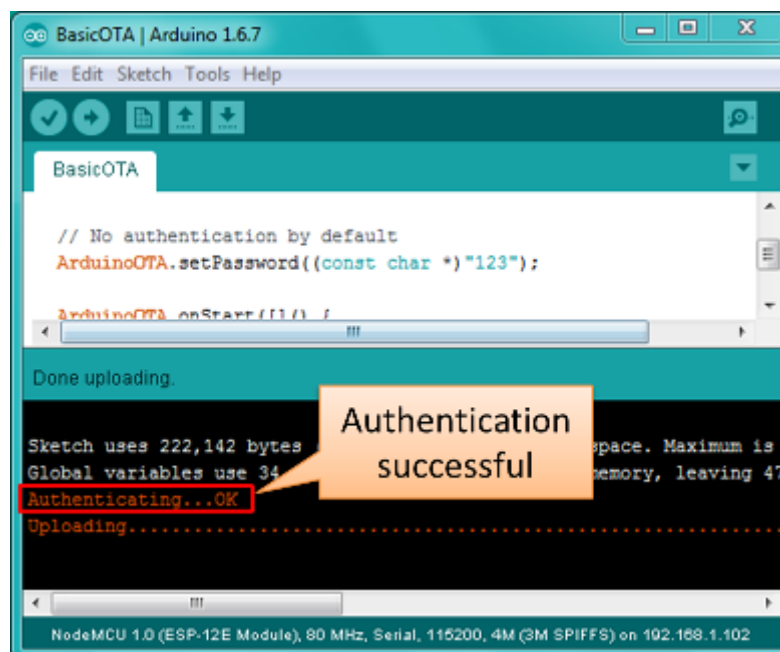 BasicOTA | Arduino 1.6.7
File Edit Sketch Tools Help
BasicOTA
// No authentication by default
ArduinoOTA.setPassword((const char *)"123");
ArduinoOTA.onStart([]() {
Done uploading.
Authentication
successful
Sketch uses 222,142 bytes space. Maximum is
Global variables use 34 memory, leaving 47
Authenticating...OK
Uploading......................................................................
NodeMCU 1.0 (ESP-12E Module), 80 MHz, Serial, 115200, 4M (3M SPIFFS) on 192.168.1.102